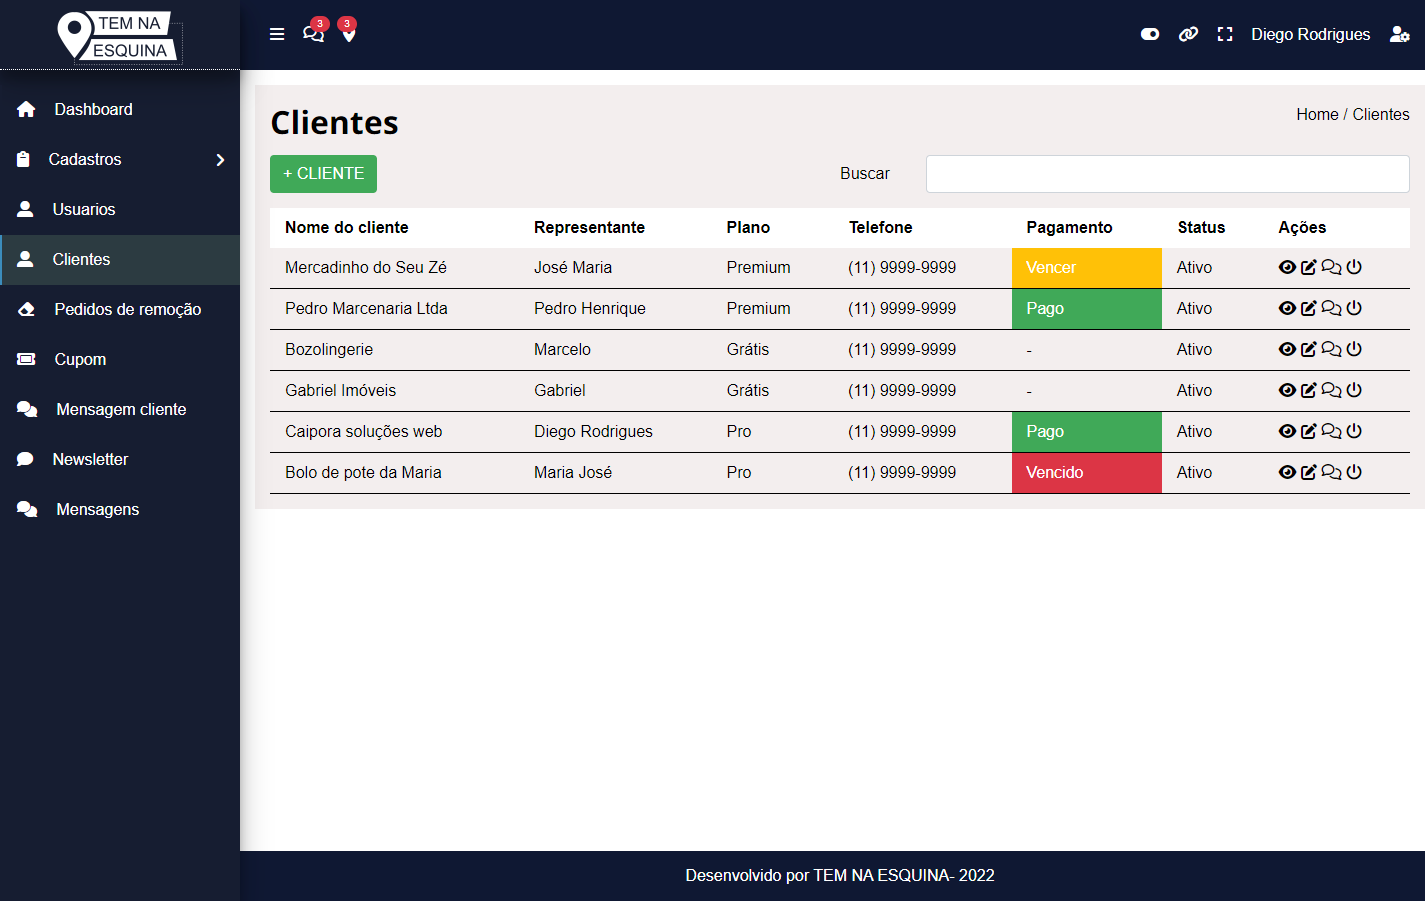 TEM NA
ESQUINA
3 3
Diego Rodrigues
Dashboard
Cadastros
Usuarios
Clientes
Pedidos de remoção
Cupom
Mensagem cliente
Newsletter
Mensagens
Clientes
Home / Clientes
+ CLIENTE
Buscar
Nome do cliente Representante Plano Telefone Pagamento Status Ações
Mercadinho do Seu Zé José Maria Premium (11) 9999-9999 Vencer Ativo
Pedro Marcenaria Ltda Pedro Henrique Premium (11) 9999-9999 Pago Ativo
Bozolingerie Marcelo Grátis (11) 9999-9999 - Ativo
Gabriel Imóveis Gabriel Grátis (11) 9999-9999 - Ativo
Caipora soluções web Diego Rodrigues Pro (11) 9999-9999 Pago Ativo
Bolo de pote da Maria Maria José Pro (11) 9999-9999 Vencido Ativo
Desenvolvido por TEM NA ESQUINA- 2022